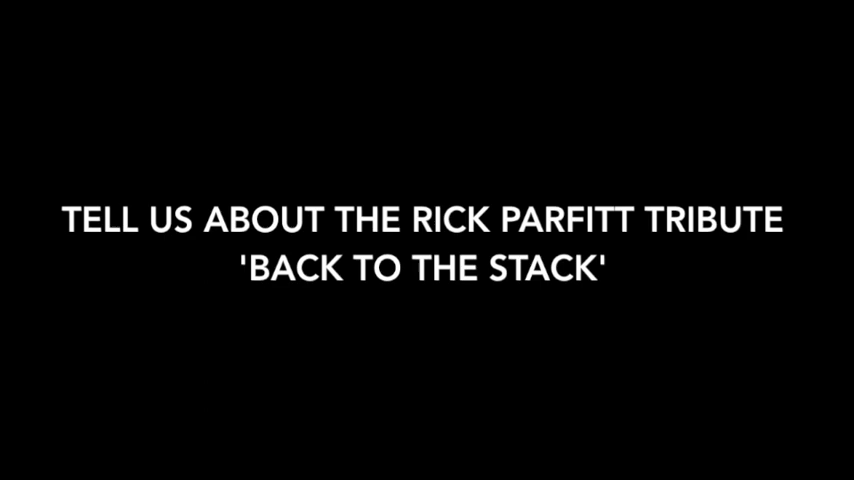 TELL US ABOUT THE RICK PARFITT TRIBUTE
'BACK TO THE STACK'